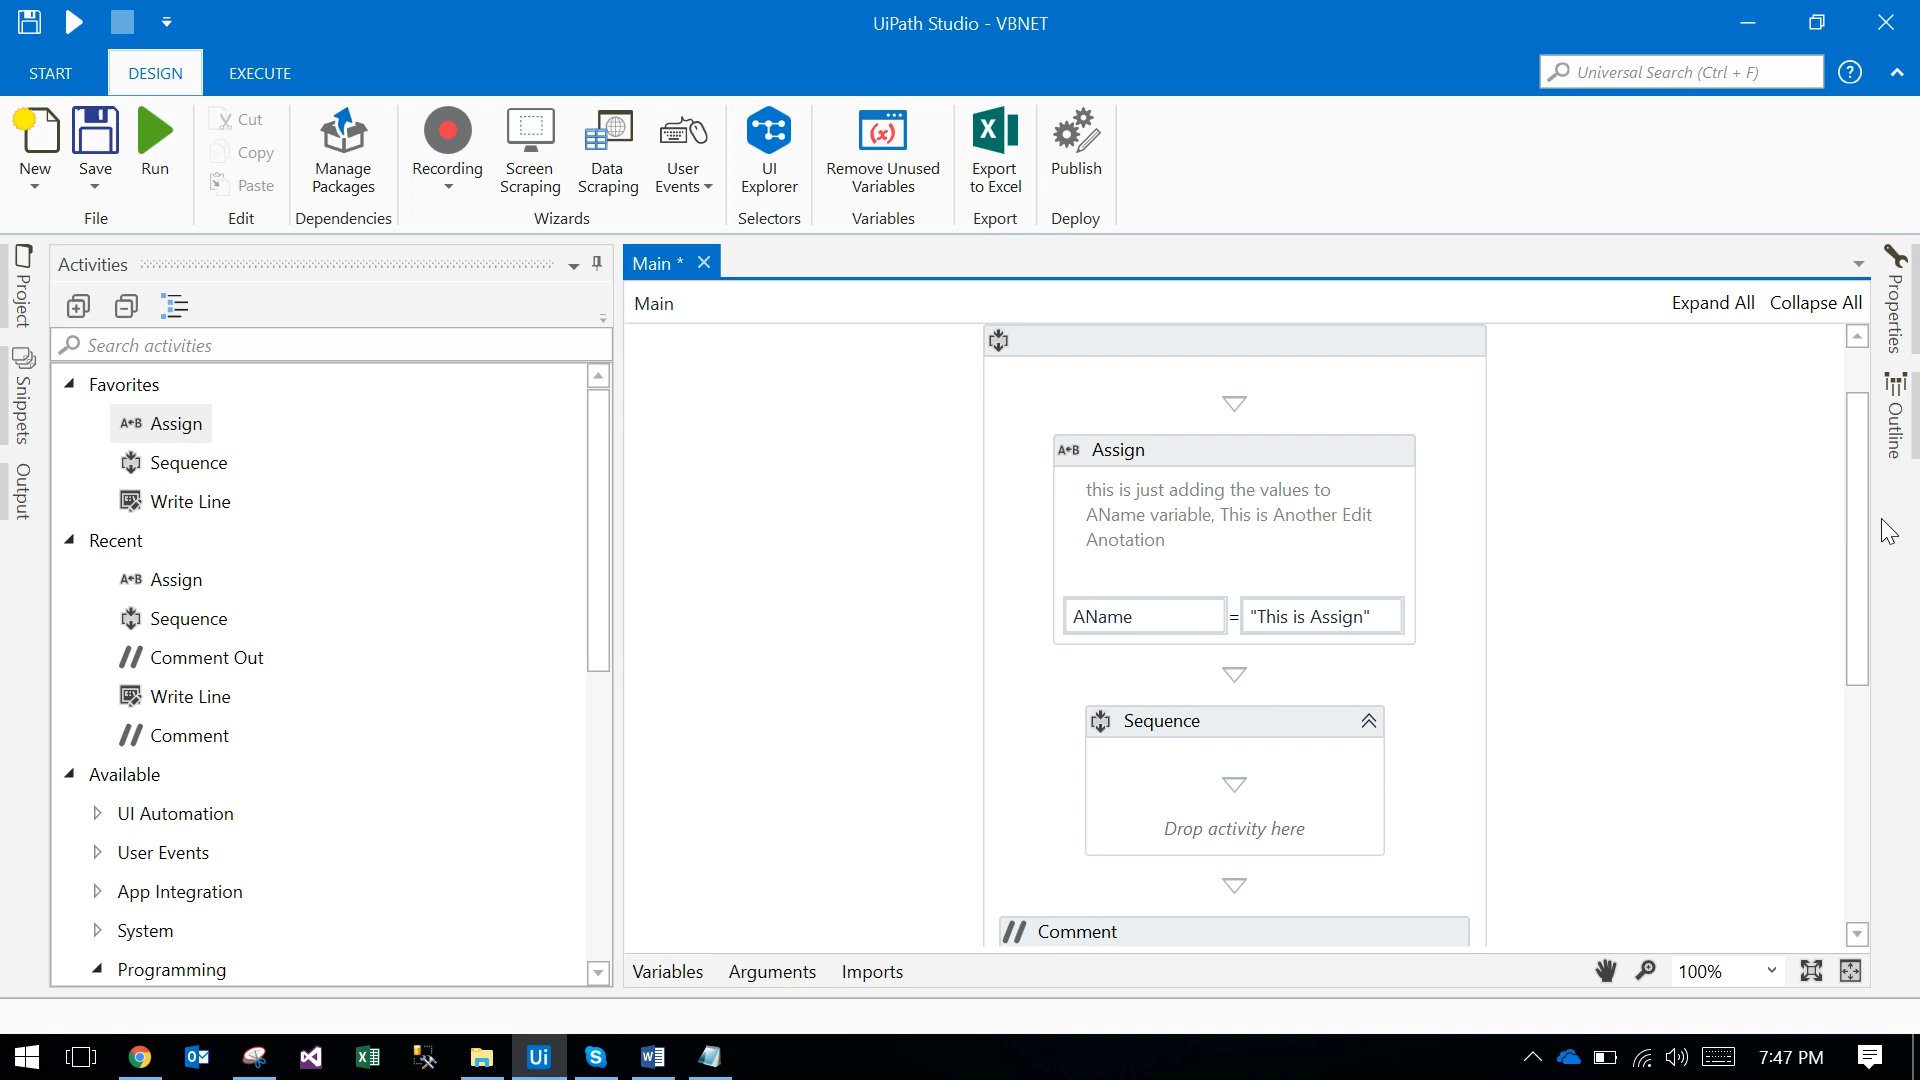 UiPath Studio - VBNET
START DESIGN EXECUTE
Universal Search (Ctrl + F)
New
Save
Run
File
Cut
Copy
Paste
Edit
Manage
Packages
Dependencies
Recording
Screen
Scraping
Data
Scraping
User
Events
Wizards
UI
Explorer
Selectors
Remove Unused
Variables
Variables
Export
to Excel
Export
Publish
Deploy
Project
Snippets
Output
Activities
Search activities
Favorites
A←B Assign
Sequence
Write Line
Recent
A←B Assign
Sequence
Comment Out
Write Line
Comment
Available
UI Automation
User Events
App Integration
System
Programming
Main *
Main
Expand All Collapse All
A←B Assign
this is just adding the values to
AName variable, This is Another Edit
Anotation
AName = "This is Assign"
Sequence
Drop activity here
// Comment
Variables Arguments Imports
100%
Properties
Outline
7:47 PM